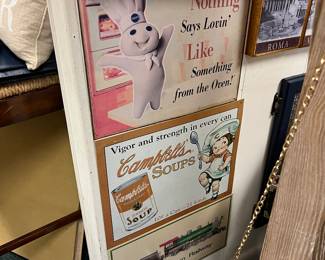 Nothing
Says Lovin'
Like
Something
from the Oven!
ROMA
Vigor and strength in every can
Campbell's
SOUPS
Campbell's
SOUP